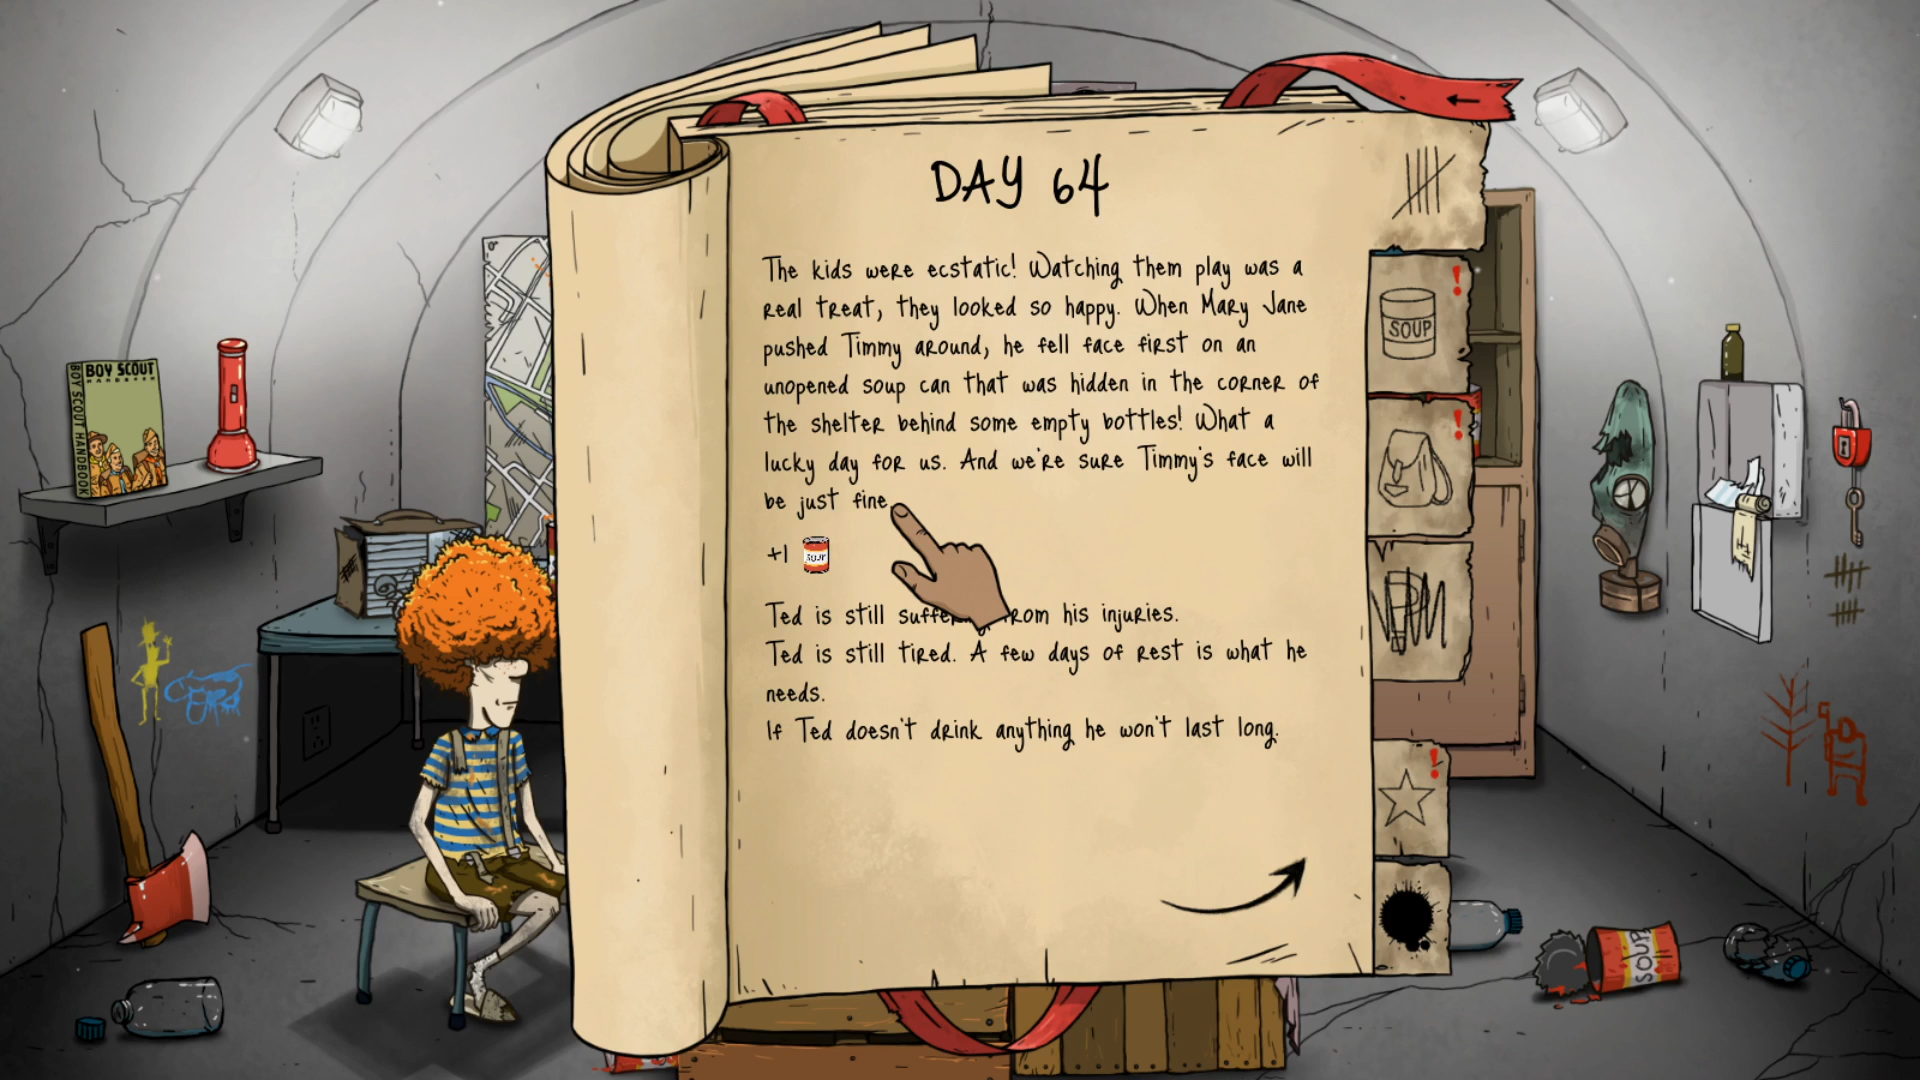 DAY 64
The kids were ecstatic! Watching them play was a
real treat, they looked so happy. When Mary Jane
pushed Timmy around, he fell face first on an
unopened soup can that was hidden in the corner of
the shelter behind some empty bottles! What a
lucky day for us. And we're sure Timmy's face will
be just fine.
+1 SOUP
Ted is still from his injuries.
Ted is still tired. A few days of rest is what he
needs.
If Ted doesn't drink anything he won't last long.
SOUP
BOY SCOUT
HANDBOOK
BOY SCOUT HANDBOOK
SOUP